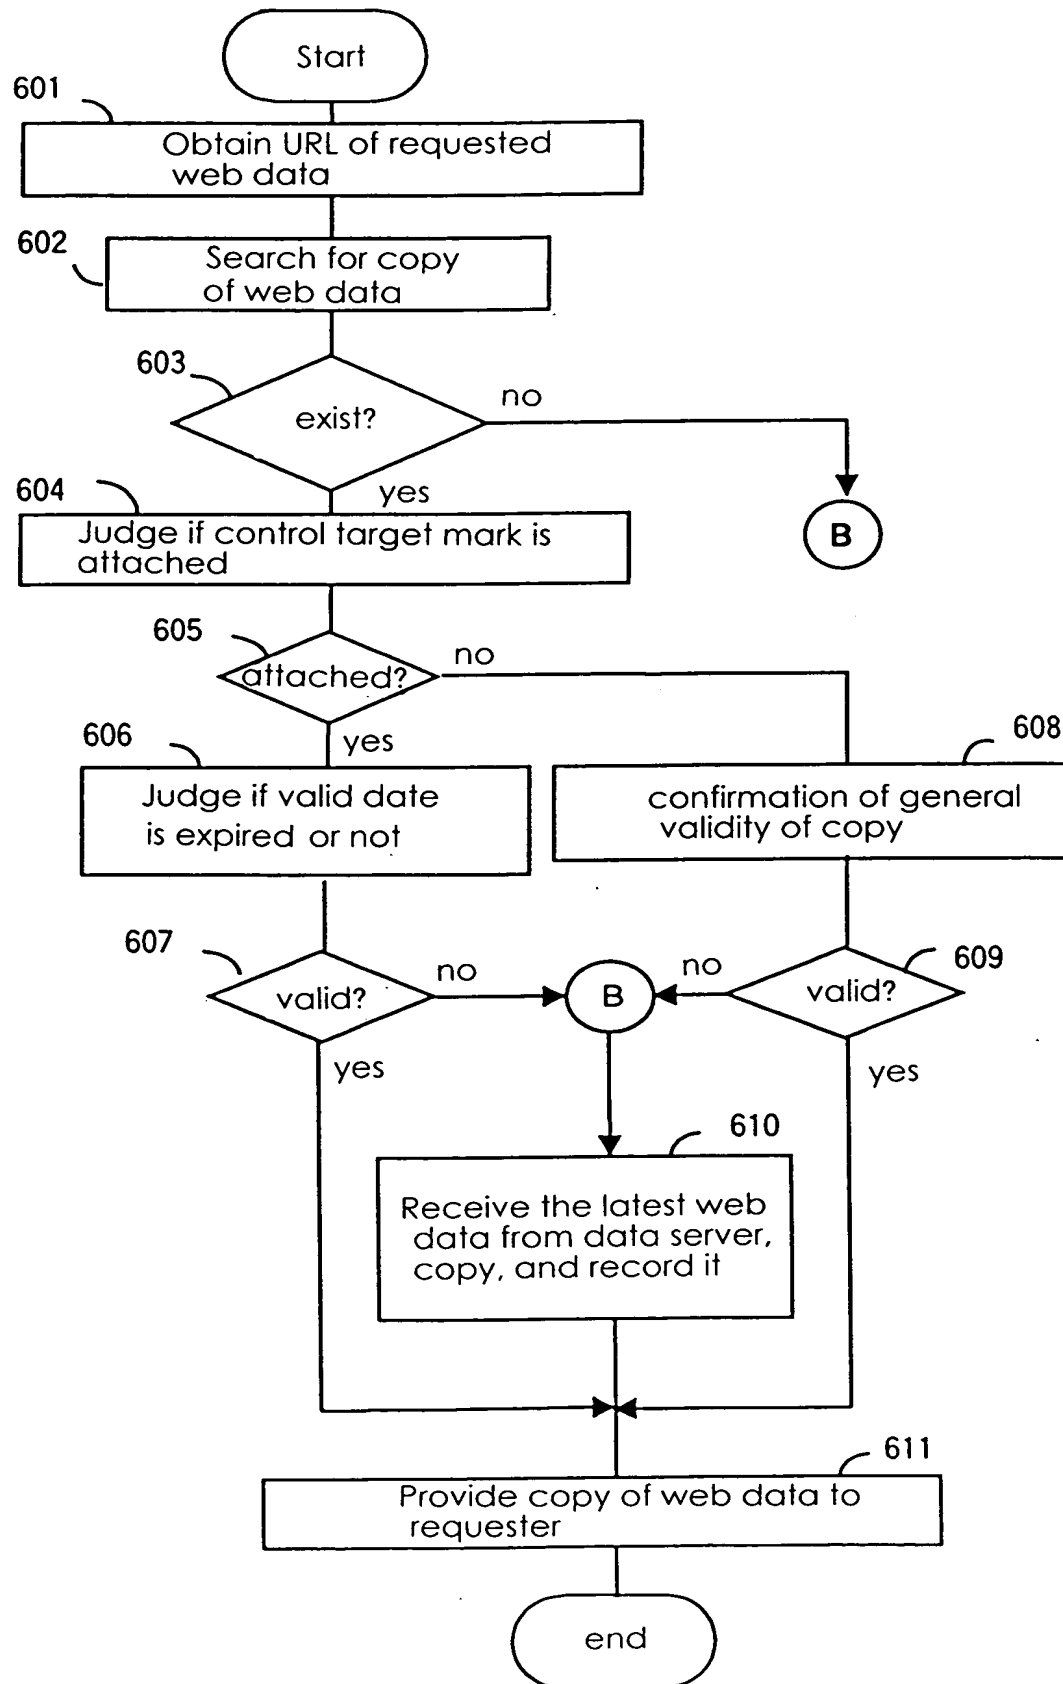 Start
601
Obtain URL of requested
web data
602
Search for copy
of web data
603
exist?
no
yes
B
604
Judge if control target mark is
attached
605
attached?
no
yes
606
Judge if valid date
is expired or not
608
confirmation of general
validity of copy
607
valid?
no
yes
B
609
valid?
no
yes
610
Receive the latest web
data from data server,
copy, and record it
611
Provide copy of web data to
requester
end